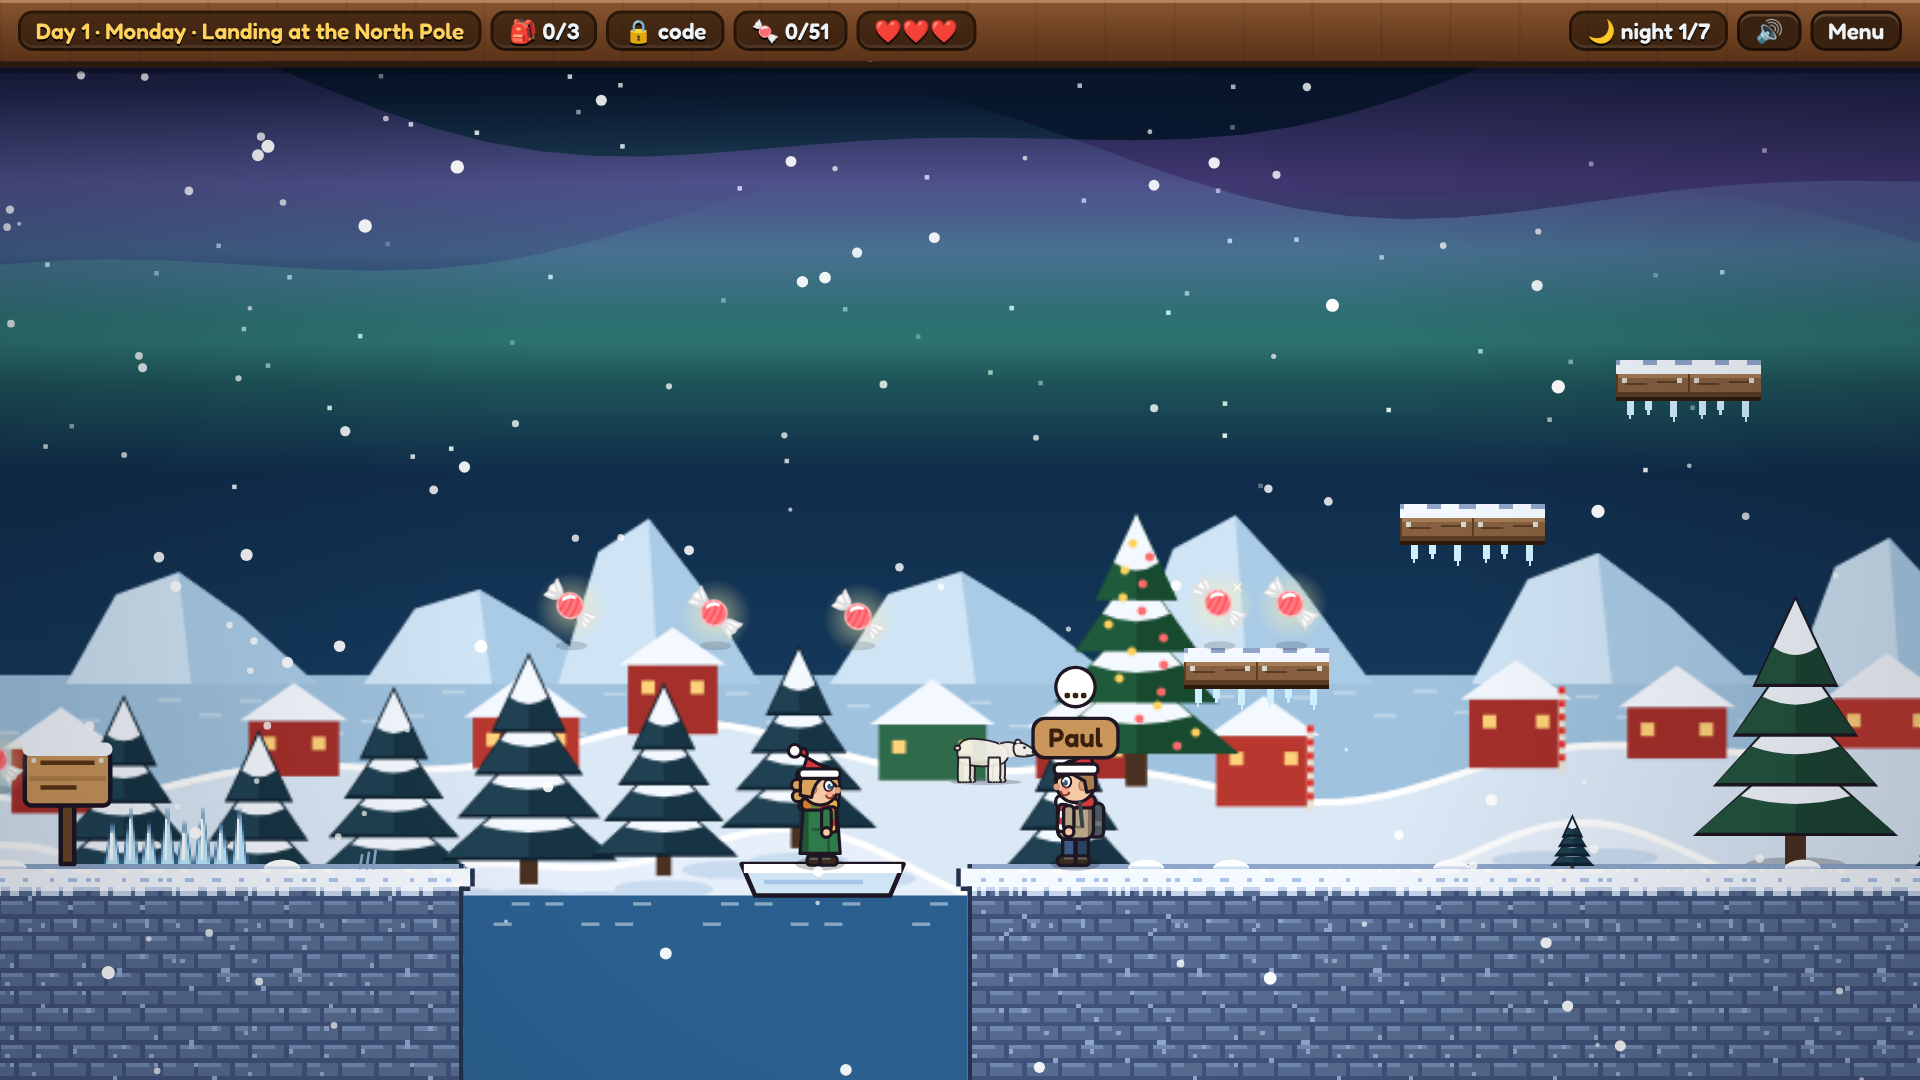 Day 1 · Monday · Landing at the North Pole
0/3
code
0/51
night 1/7
Menu
...
Paul